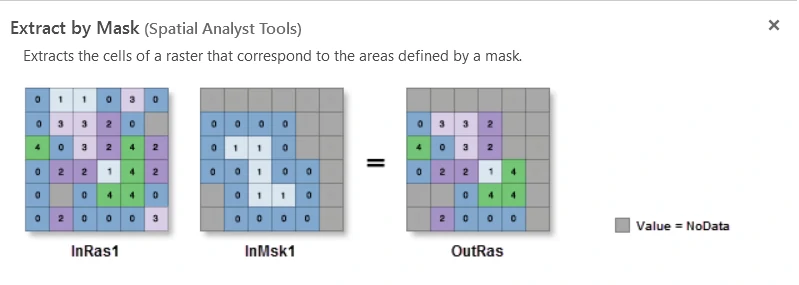 Extract by Mask (Spatial Analyst Tools)
Extracts the cells of a raster that correspond to the areas defined by a mask.
0 1 1 0 3 0
0 3 3 2 0
4 0 3 2 4 2
0 2 2 1 4 2
0 0 4 4 0
0 2 0 0 0 3
InRas1
0 0 0 0
0 1 1 0
0 0 1 0 0
0 1 1 0
0 0 0 0
InMsk1
=
0 3 3 2
4 0 3 2
0 2 2 1 4
0 4 4
2 0 0 0
OutRas
Value = NoData